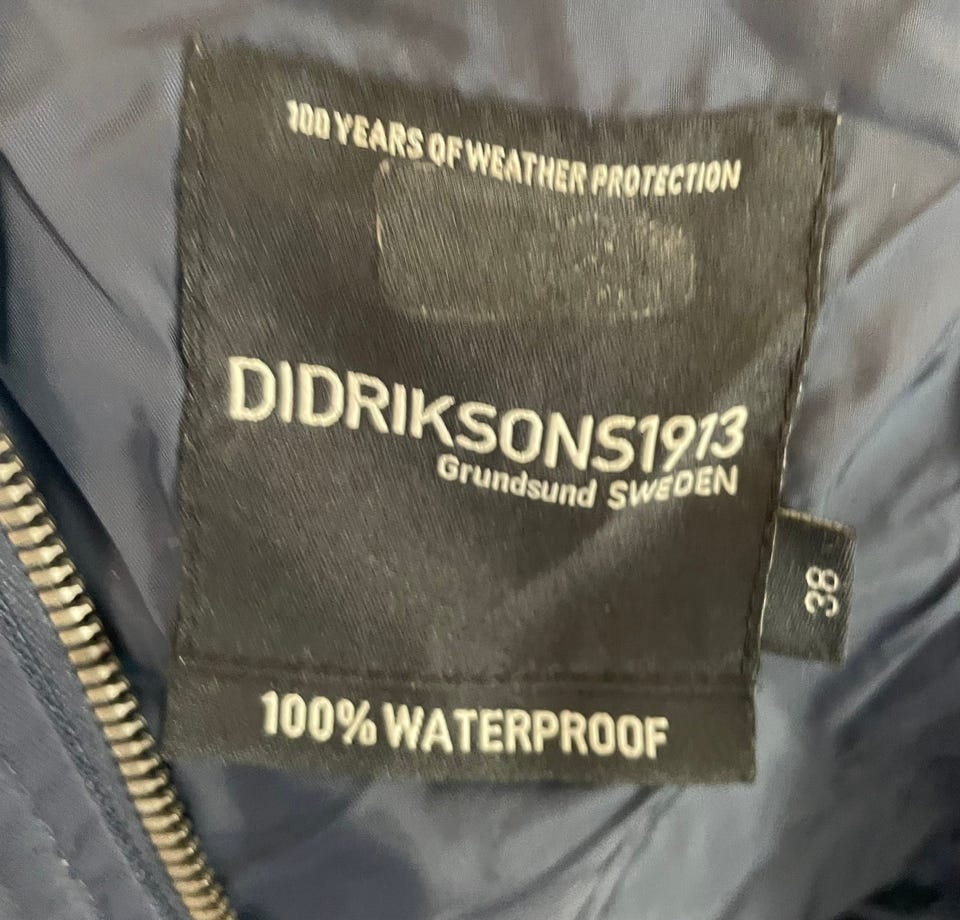 100 YEARS OF WEATHER PROTECTION
DIDRIKSONS1913
Grundsund SWEDEN
38
100% WATERPROOF